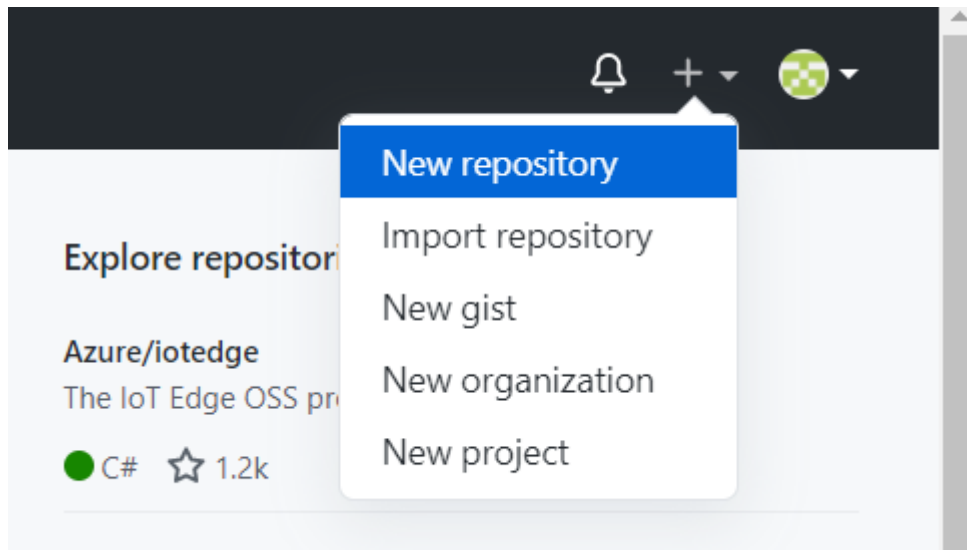 New repository
Import repository
New gist
New organization
New project
Explore repositori
Azure/iotedge
The IoT Edge OSS pr
C# 1.2k